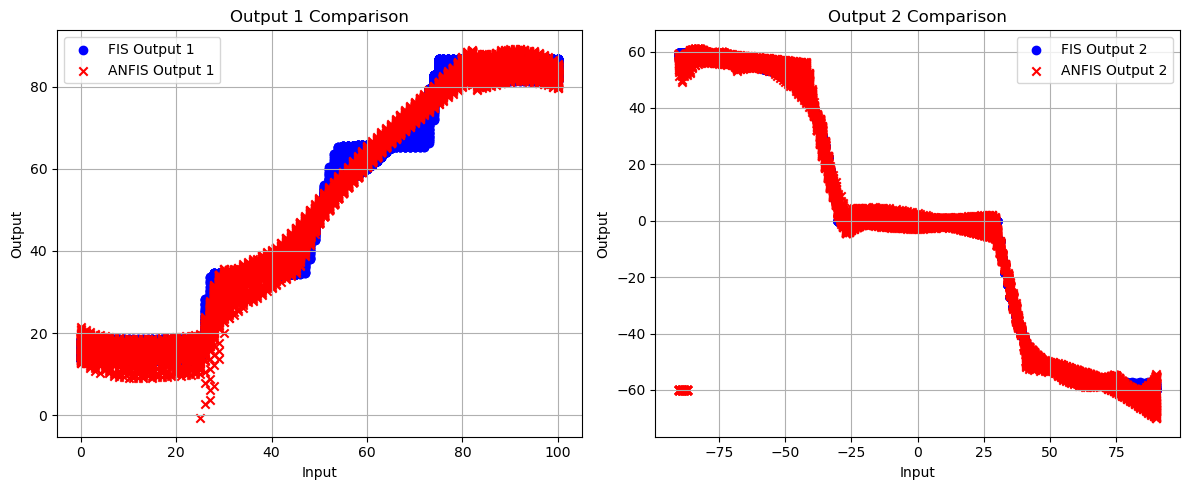 Output 1 Comparison
FIS Output 1
ANFIS Output 1
Output
80
60
40
20
0
0
20
40
60
80
100
Input
Output 2 Comparison
FIS Output 2
ANFIS Output 2
Output
60
40
20
0
−20
−40
−60
−75
−50
−25
0
25
50
75
Input